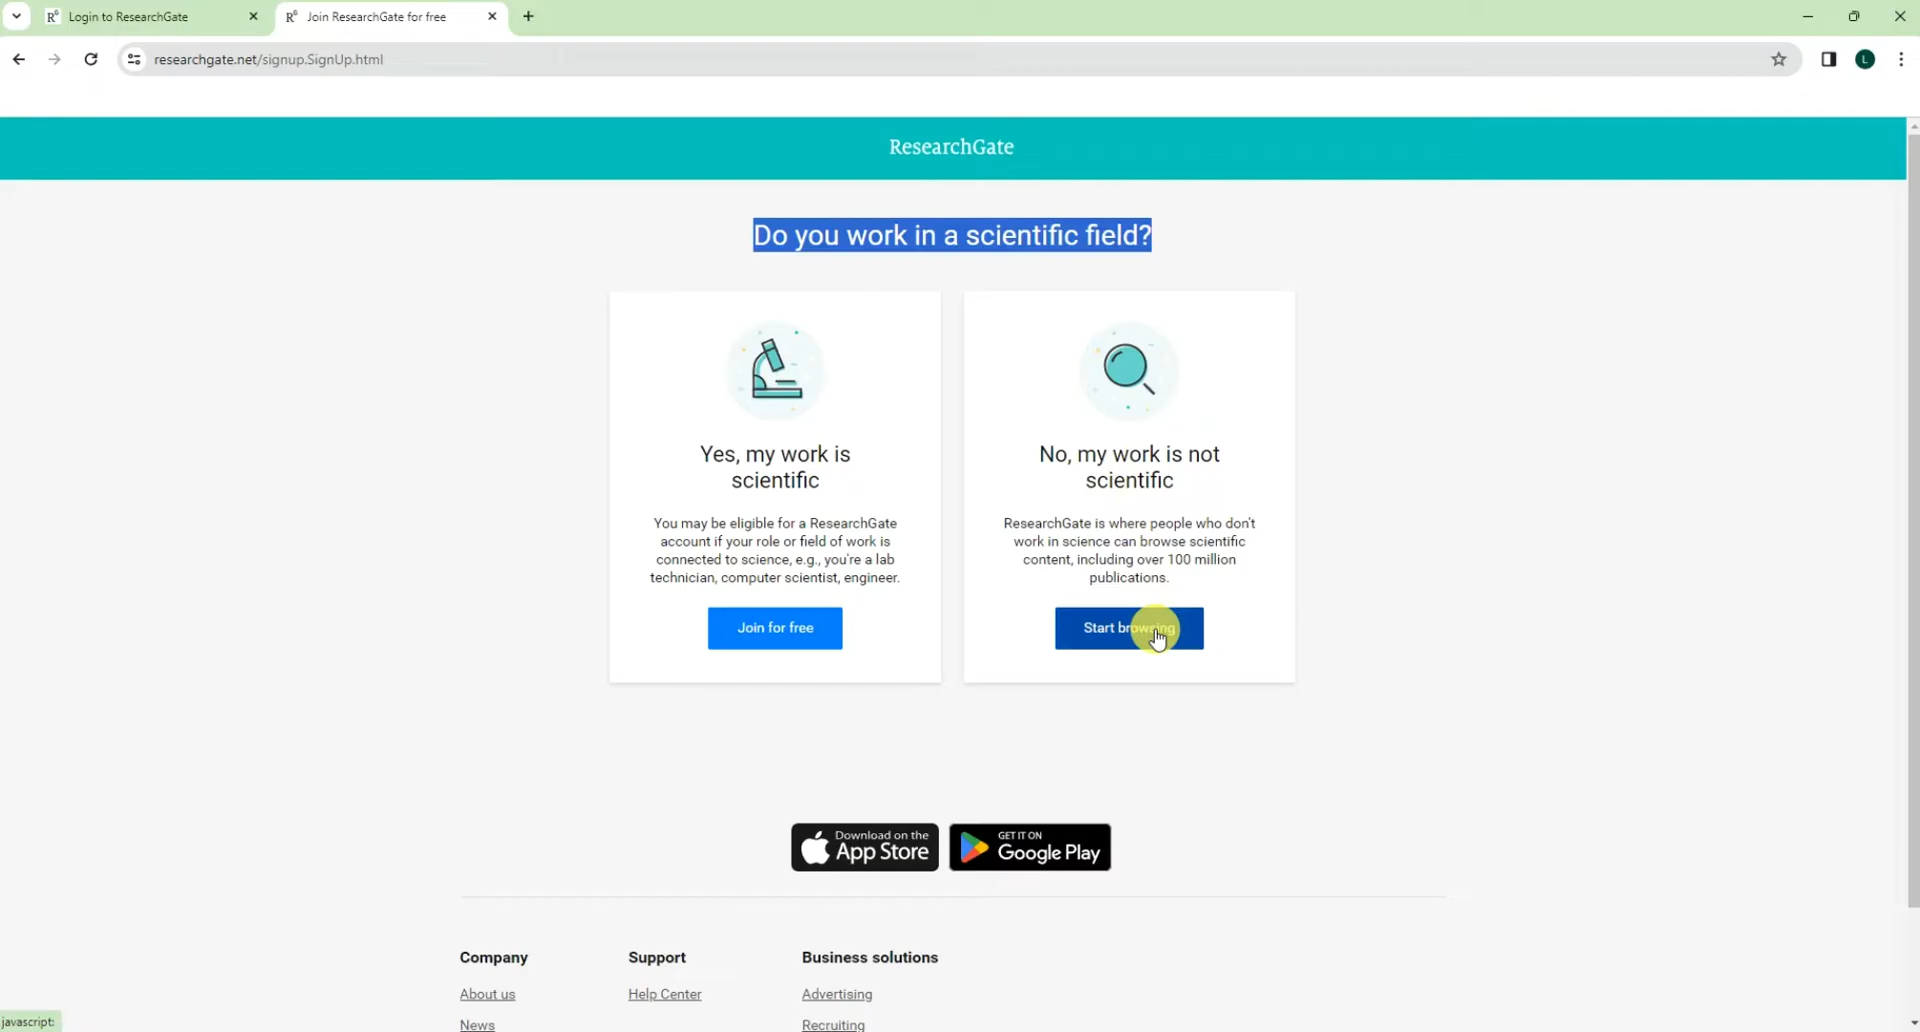 Login to ResearchGate
Join ResearchGate for free
researchgate.net/signup.SignUp.html
L
ResearchGate
Do you work in a scientific field?
Yes, my work is
scientific
You may be eligible for a ResearchGate
account if your role or field of work is
connected to science, e.g., you're a lab
technician, computer scientist, engineer.
Join for free
No, my work is not
scientific
ResearchGate is where people who don't
work in science can browse scientific
content, including over 100 million
publications.
Start browsing
Download on the
App Store
GET IT ON
Google Play
Company
About us
News
Support
Help Center
Business solutions
Advertising
Recruiting
javascript: